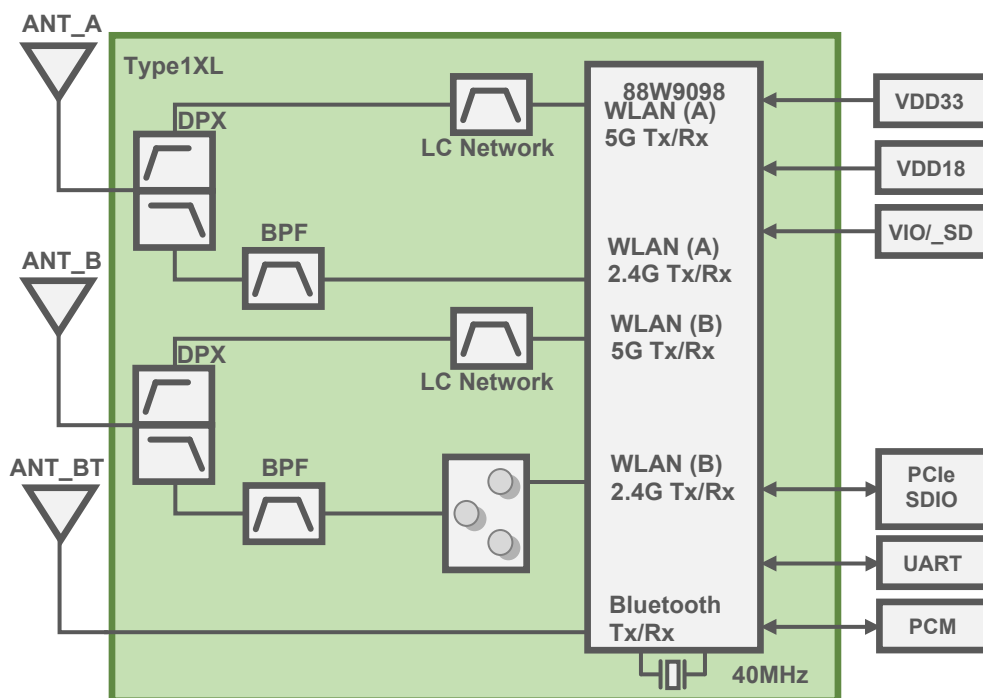 ANT_A
Type1XL
88W9098
WLAN (A)
5G Tx/Rx
VDD33
DPX
LC Network
VDD18
VIO/_SD
BPF
WLAN (A)
2.4G Tx/Rx
ANT_B
WLAN (B)
5G Tx/Rx
DPX
LC Network
ANT_BT
BPF
WLAN (B)
2.4G Tx/Rx
PCIe
SDIO
UART
Bluetooth
Tx/Rx
PCM
40MHz